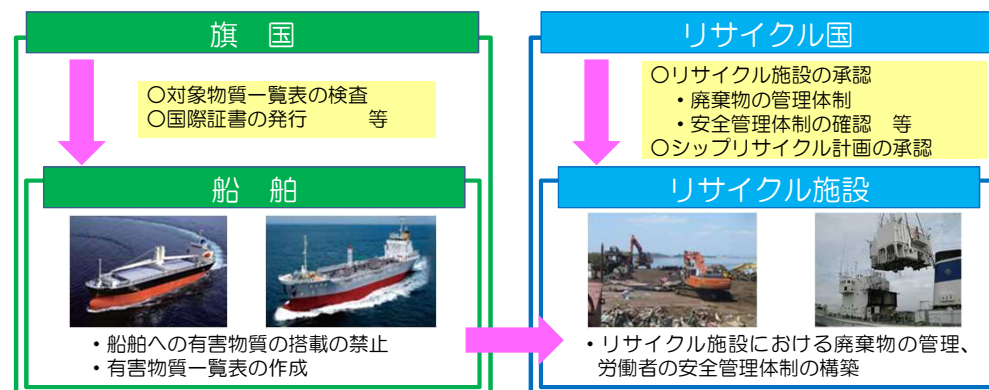 旗　国
〇対象物質一覧表の検査
〇国際証書の発行　　　等
船　舶
・船舶への有害物質の搭載の禁止
・有害物質一覧表の作成
リサイクル国
〇リサイクル施設の承認
・廃棄物の管理体制
・安全管理体制の確認　等
〇シップリサイクル計画の承認
リサイクル施設
・リサイクル施設における廃棄物の管理、
労働者の安全管理体制の構築